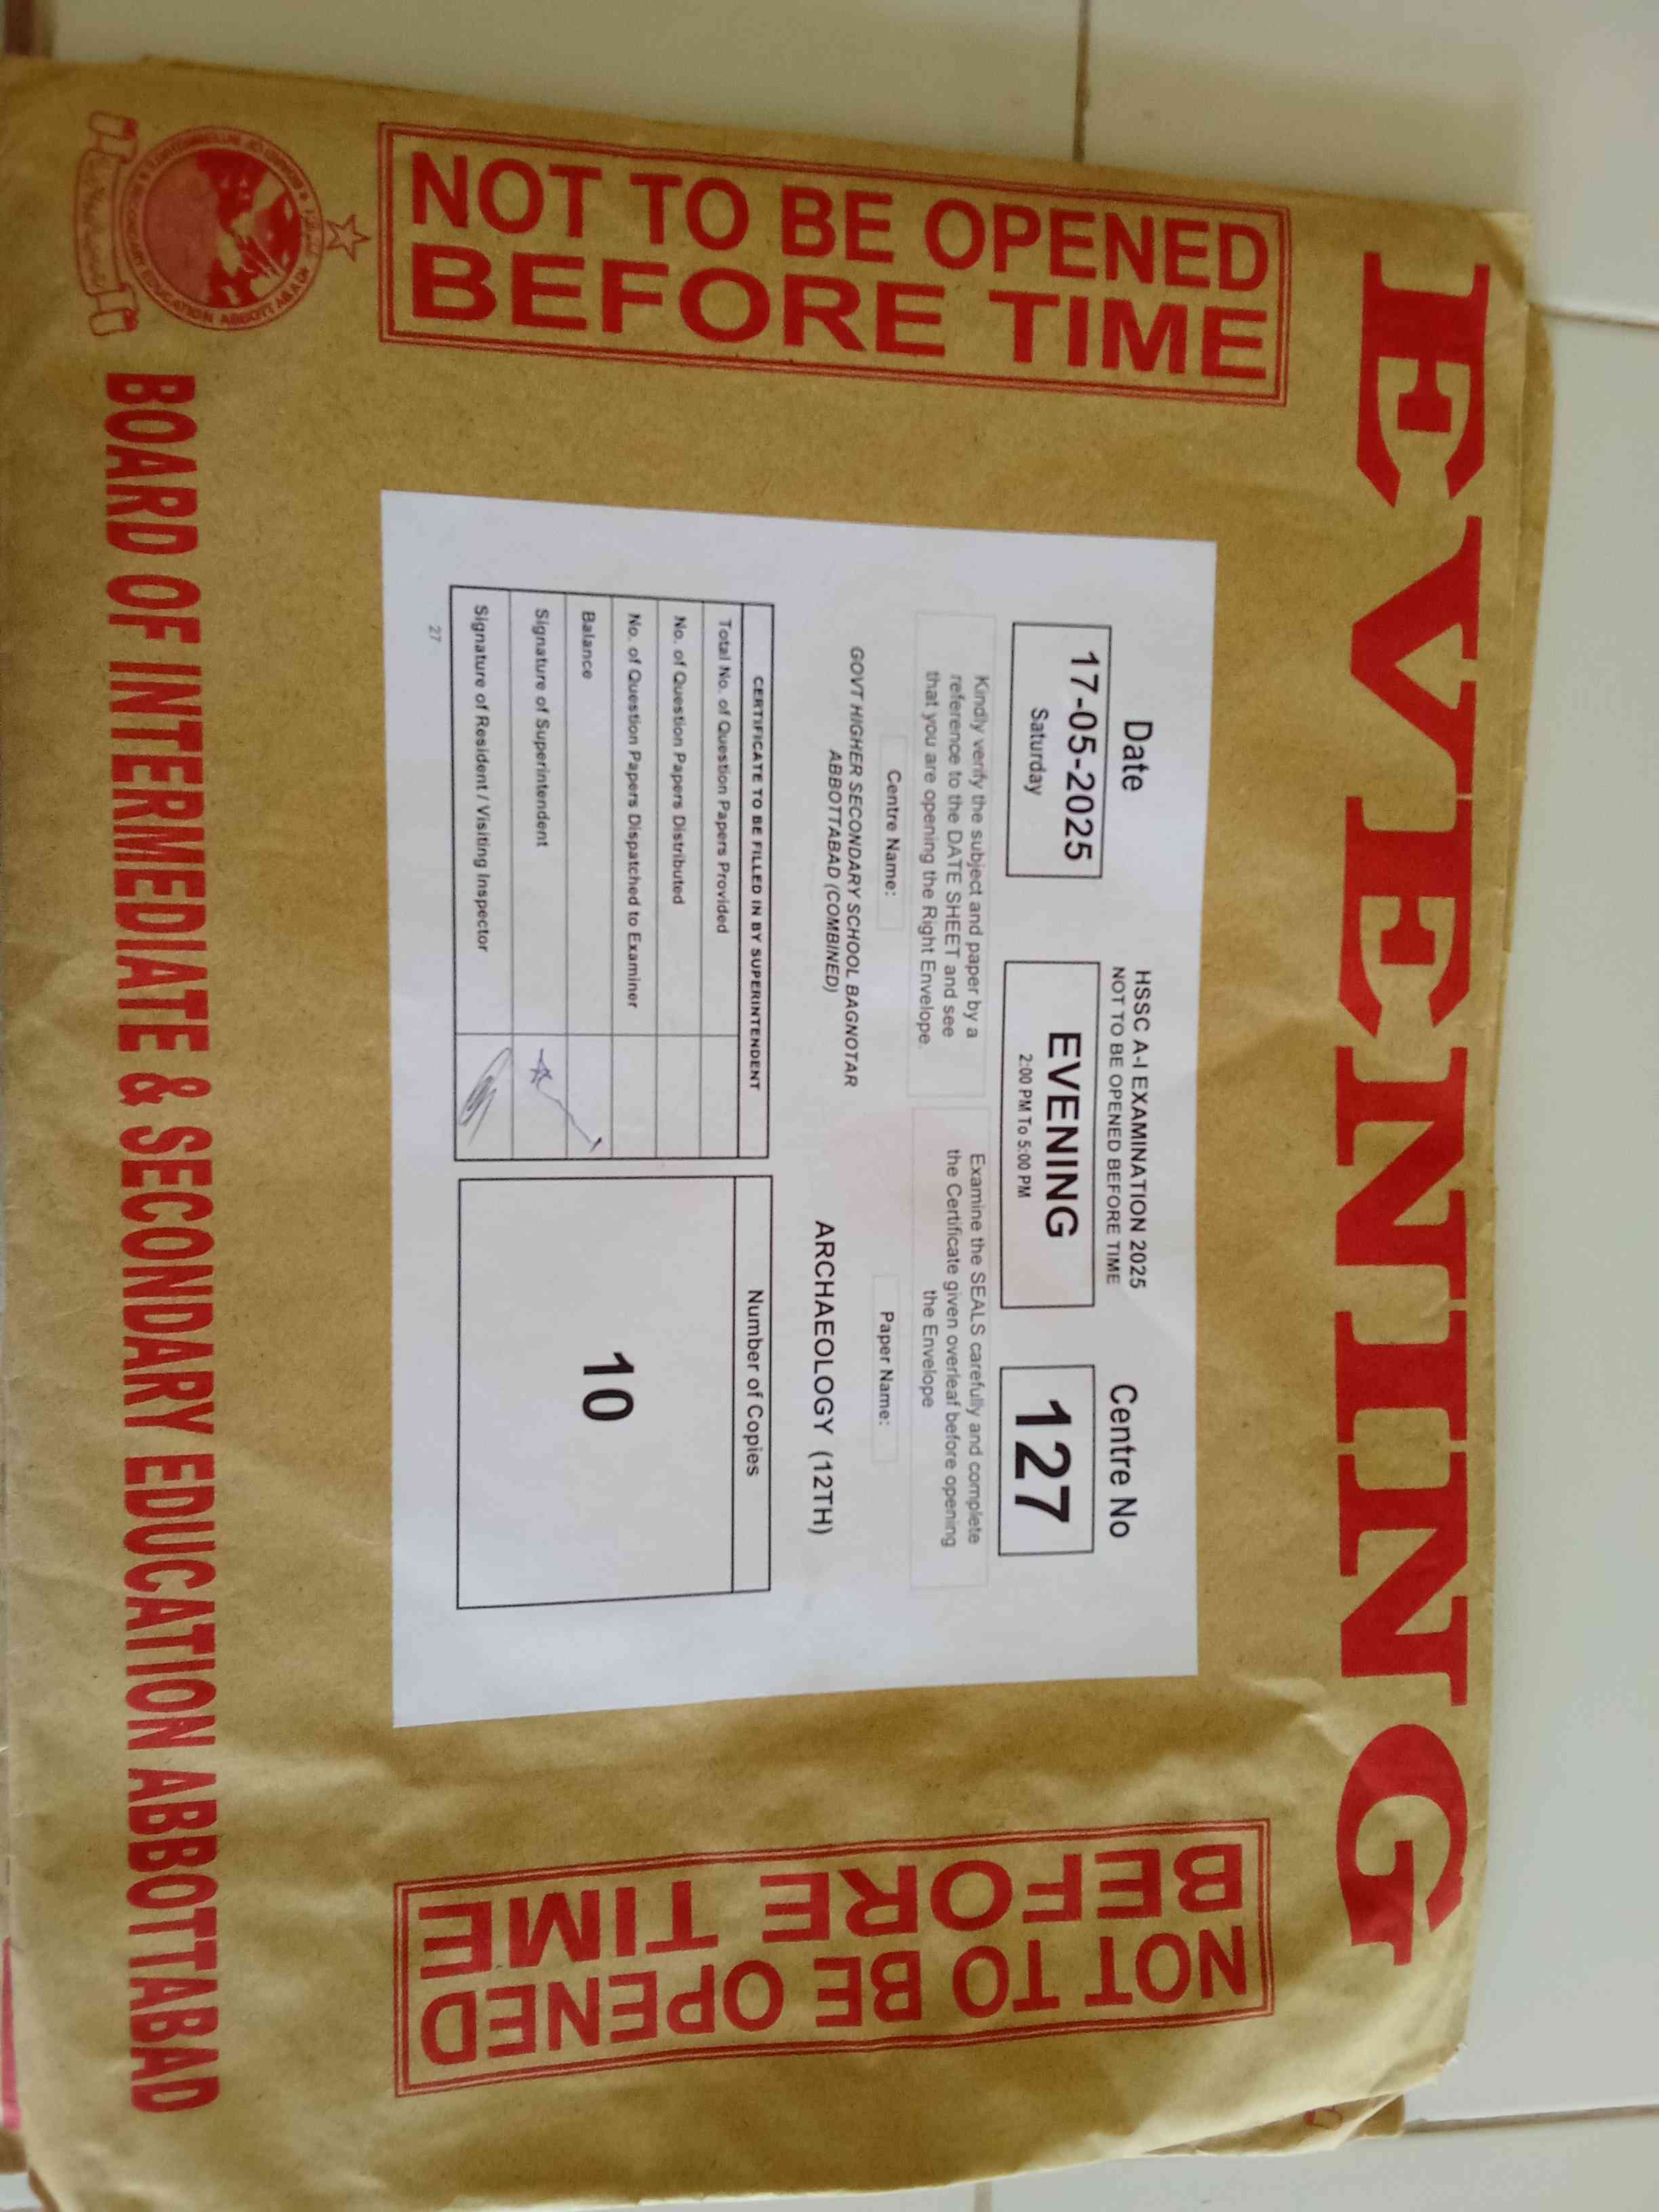 EVENING
NOT TO BE OPENED
BEFORE TIME
Date
17-05-2025
Saturday
HSSC A-I EXAMINATION 2025
NOT TO BE OPENED BEFORE TIME
EVENING
2:00 PM To 5:00 PM
Centre No
127
Kindly verify the subject and paper by a
reference to the DATE SHEET and see
that you are opening the Right Envelope.
Examine the SEALS carefully and complete
the Certificate given overleaf before opening
the Envelope
Centre Name:
GOVT HIGHER SECONDARY SCHOOL BAGNOTAR
ABBOTTABAD (COMBINED)
Paper Name:
ARCHAEOLOGY (12TH)
CERTIFICATE TO BE FILLED IN BY SUPERINTENDENT
Total No. of Question Papers Provided
No. of Question Papers Distributed
No. of Question Papers Dispatched to Examiner
Balance
Signature of Superintendent
Signature of Resident / Visiting Inspector
Number of Copies
10
27
NOT TO BE OPENED
BEFORE TIME
BOARD OF INTERMEDIATE & SECONDARY EDUCATION ABBOTTABAD